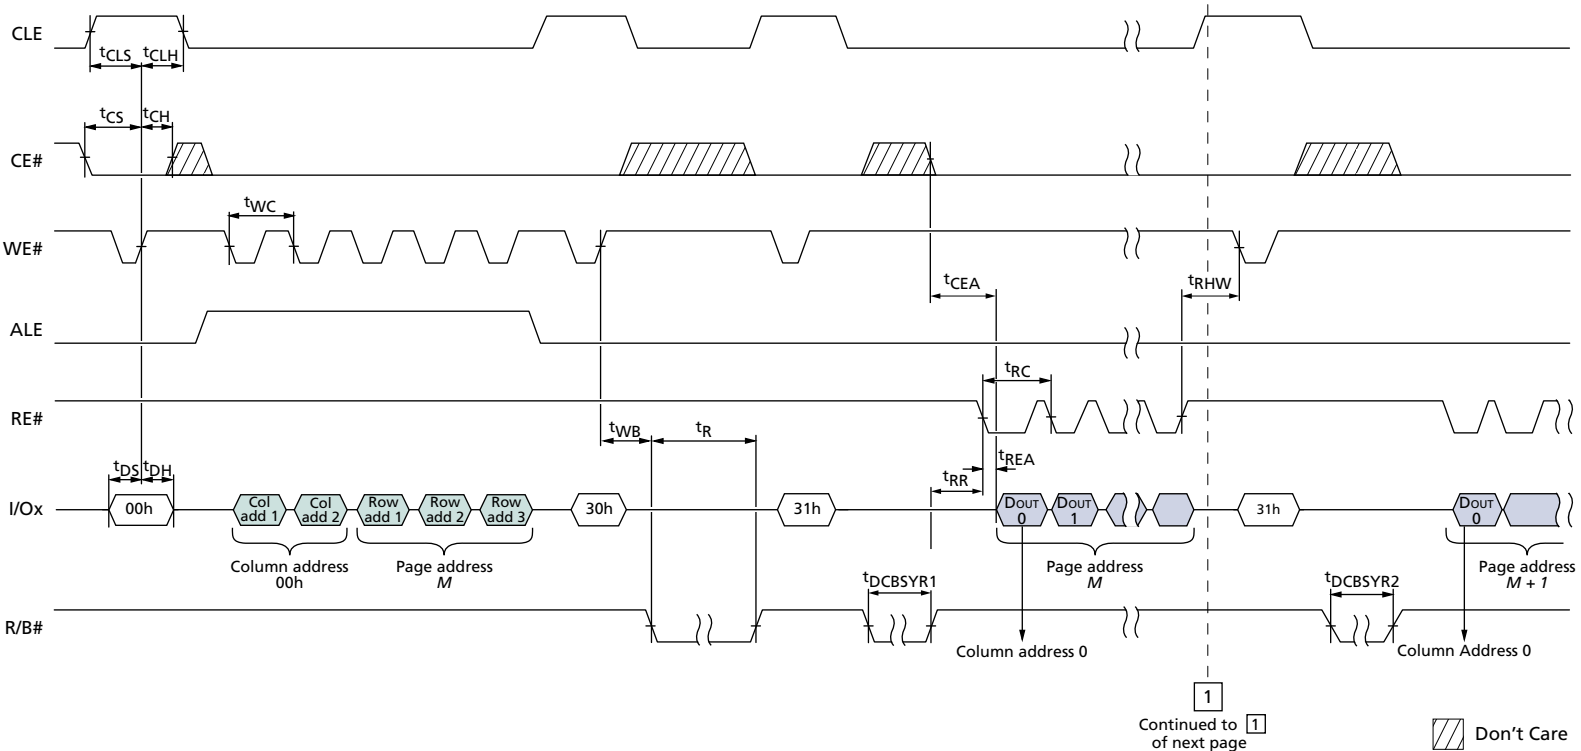 CLE
tCLS tCLH
tCS tCH
CE#
tWC
WE#
tCEA
tRHW
ALE
tRC
RE#
tWB
tR
tDS tDH
tREA
tRR
I/Ox
00h
Col add 1
Col add 2
Row add 1
Row add 2
Row add 3
30h
31h
DOUT 0
DOUT 1
31h
DOUT 0
Column address
00h
Page address
M
Page address
M
Page address
M + 1
tDCBSYR1
tDCBSYR2
R/B#
Column address 0
Column Address 0
1
Continued to 1
of next page
Don't Care